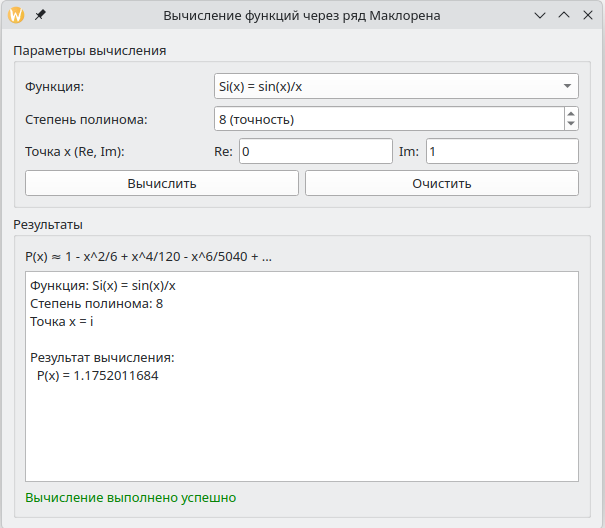 Вычисление функций через ряд Маклорена
Параметры вычисления
Функция: Si(x) = sin(x)/x
Степень полинома: 8 (точность)
Точка x (Re, Im): Re: 0 Im: 1
Вычислить Очистить
Результаты
P(x) ≈ 1 - x^2/6 + x^4/120 - x^6/5040 + ...
Функция: Si(x) = sin(x)/x
Степень полинома: 8
Точка x = i
Результат вычисления:
P(x) = 1.1752011684
Вычисление выполнено успешно